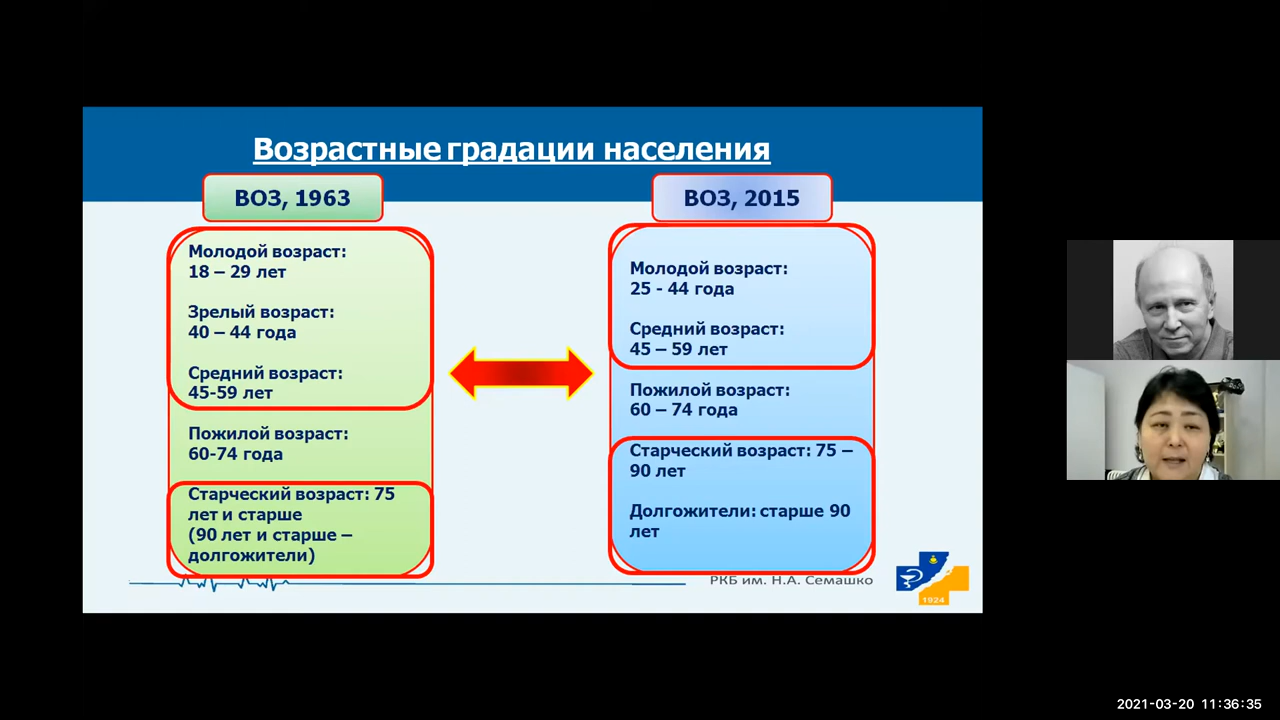 Возрастные градации населения
ВОЗ, 1963
Молодой возраст:
18 – 29 лет
Зрелый возраст:
40 – 44 года
Средний возраст:
45-59 лет
Пожилой возраст:
60-74 года
Старческий возраст: 75
лет и старше
(90 лет и старше –
долгожители)
ВОЗ, 2015
Молодой возраст:
25 - 44 года
Средний возраст:
45 – 59 лет
Пожилой возраст:
60 – 74 года
Старческий возраст: 75 –
90 лет
Долгожители: старше 90
лет
РКБ им. Н.А. Семашко
1924
2021-03-20 11:36:35